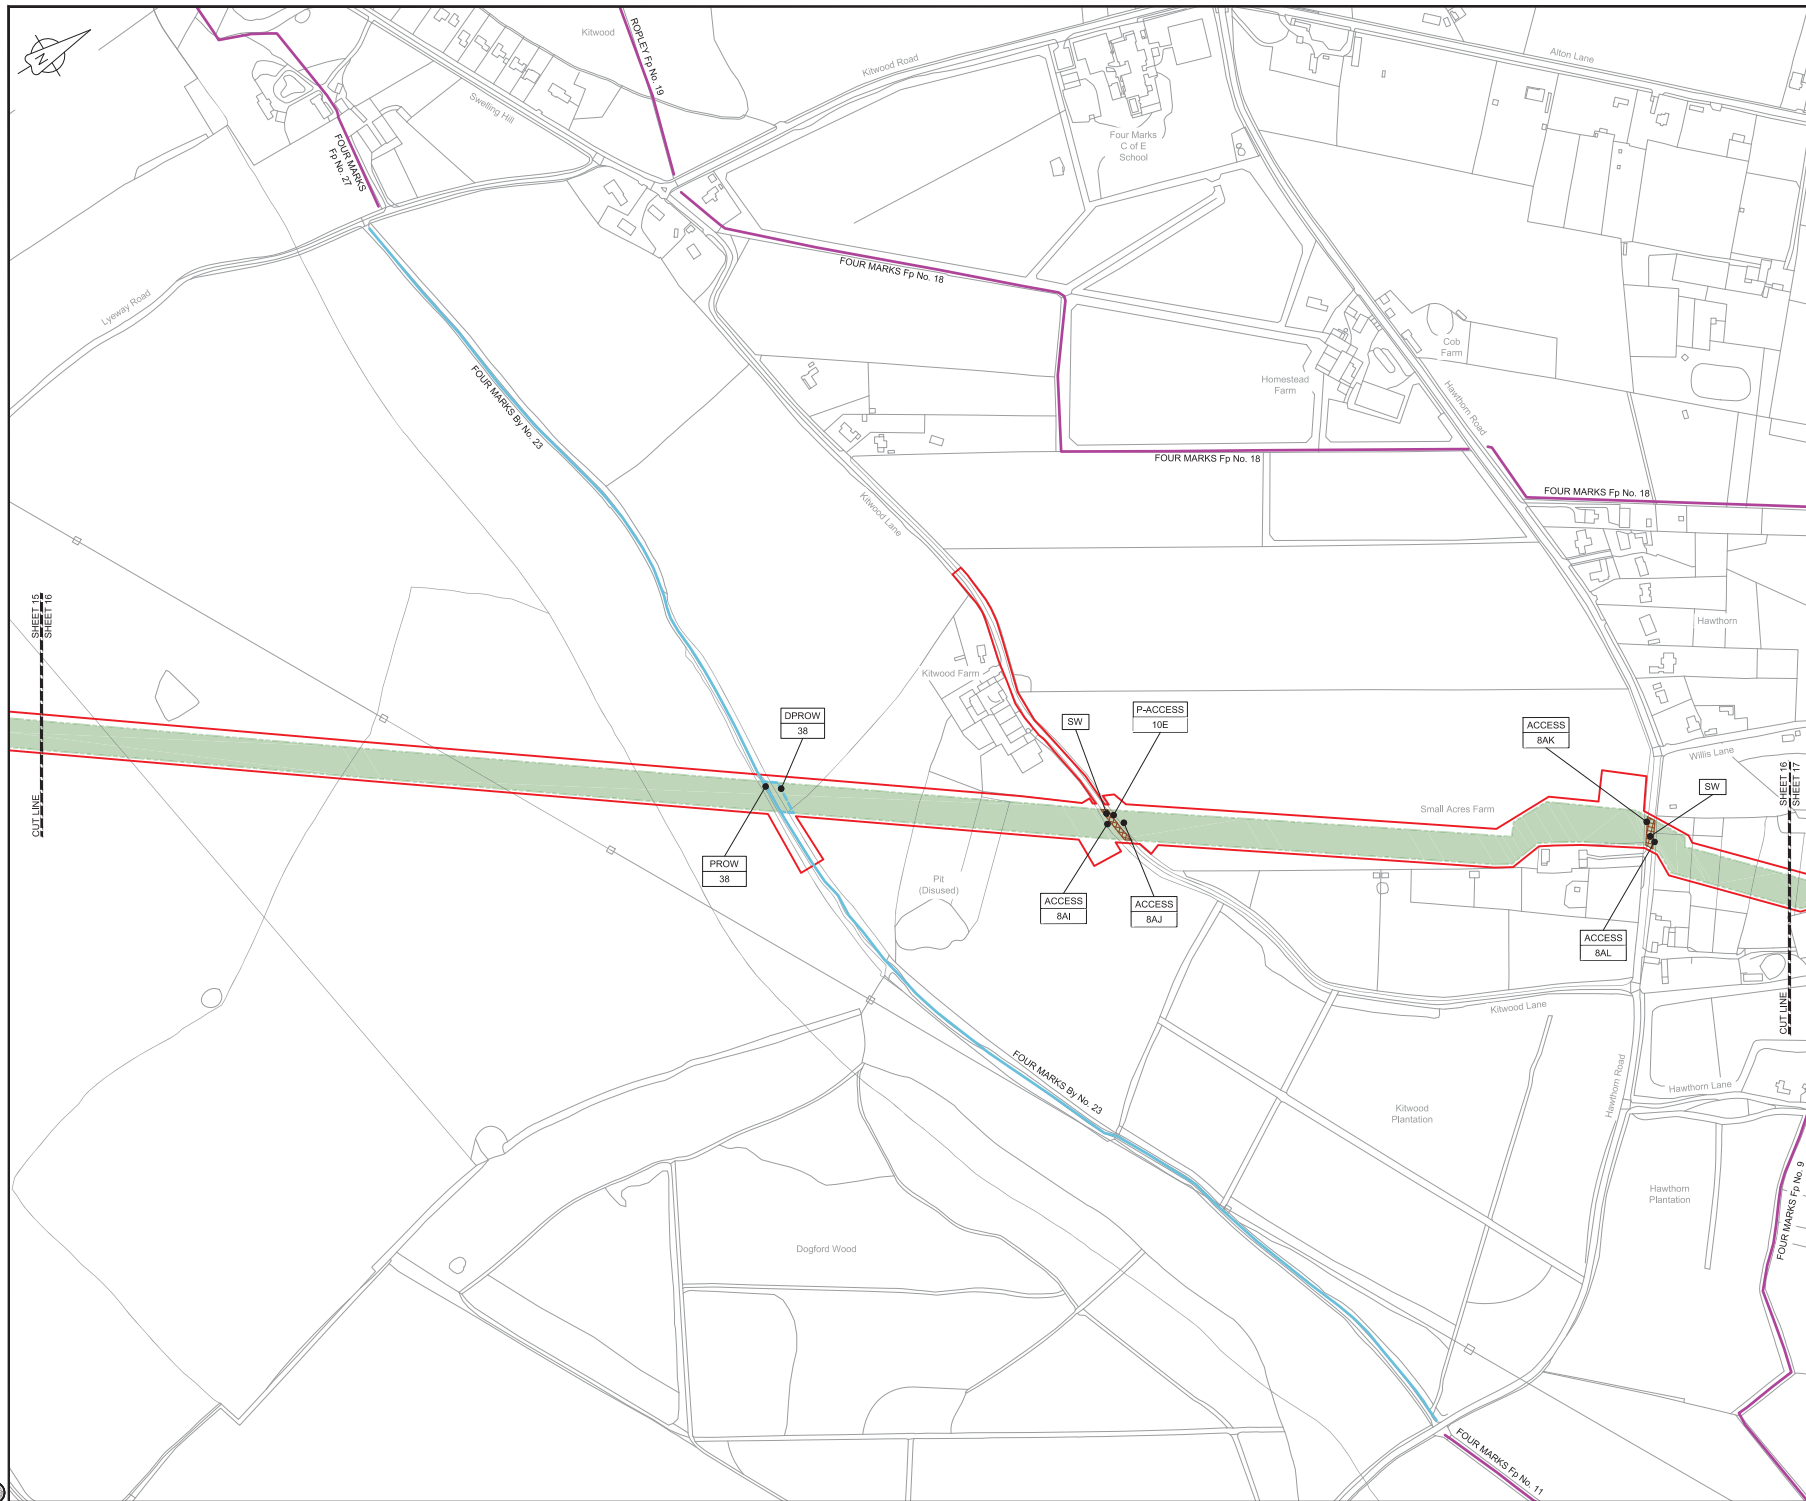 N
Kitwood
ROPLEY Fp No. 19
Kitwood Road
Alton Lane
Swelling Hill
Four Marks
C of E
School
FOUR MARKS
Fp No. 27
FOUR MARKS Fp No. 18
Lyeway Road
Cob
Farm
Homestead
Farm
Hawthorn Road
FOUR MARKS By No. 23
FOUR MARKS Fp No. 18
FOUR MARKS Fp No. 18
Kitwood Lane
SHEET 15
SHEET 16
CUT LINE
Hawthorn
Kitwood Farm
DPROW
38
SW
P-ACCESS
10E
ACCESS
8AK
Willis Lane
SW
SHEET 16
SHEET 17
CUT LINE
Small Acres Farm
PROW
38
Pit
(Disused)
ACCESS
8AI
ACCESS
8AJ
ACCESS
8AL
Kitwood Lane
FOUR MARKS By No. 23
Hawthorn Road
Hawthorn Lane
Kitwood
Plantation
Hawthorn
Plantation
FOUR MARKS Fp No. 9
Dogford Wood
FOUR MARKS Fp No. 11